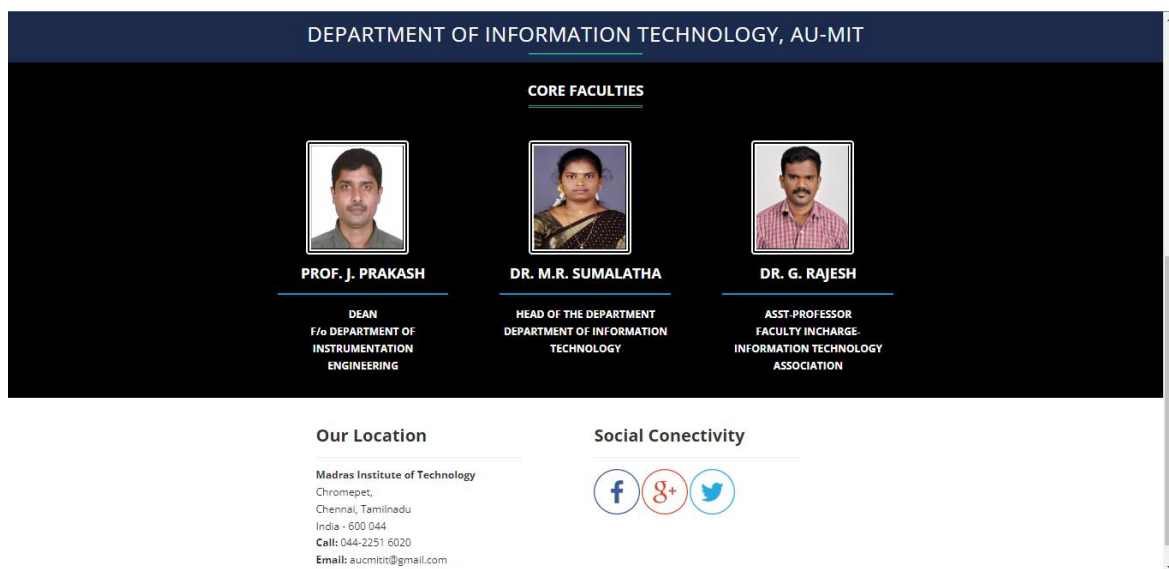 DEPARTMENT OF INFORMATION TECHNOLOGY, AU-MIT
CORE FACULTIES
PROF. J. PRAKASH
DEAN
F/o DEPARTMENT OF
INSTRUMENTATION
ENGINEERING
DR. M.R. SUMALATHA
HEAD OF THE DEPARTMENT
DEPARTMENT OF INFORMATION
TECHNOLOGY
DR. G. RAJESH
ASST-PROFESSOR
FACULTY INCHARGE-
INFORMATION TECHNOLOGY
ASSOCIATION
Our Location
Madras Institute of Technology
Chromepet,
Chennai, Tamilnadu
India - 600 044
Call: 044-2251 6020
Email: aucmitit@gmail.com
Social Conectivity
f
g+